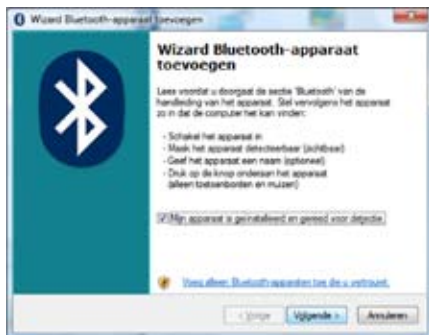 Wizard Bluetooth-apparaat toevoegen
Wizard Bluetooth-apparaat
toevoegen
Lees voordat u doorgaat de sectie 'Bluetooth' van de
handleiding van het apparaat. Stel vervolgens het apparaat
zo in dat de computer het kan vinden:
- Schakel het apparaat in
- Maak het apparaat detecteerbaar (zichtbaar)
- Geef het apparaat een naam (optioneel)
- Druk op de knop onderaan het apparaat
(alleen toetsenborden en muizen)
Mijn apparaat is geïnstalleerd en gereed voor detectie.
Voeg alleen Bluetooth-apparaten toe die u vertrouwt.
< Vorige
Volgende >
Annuleren